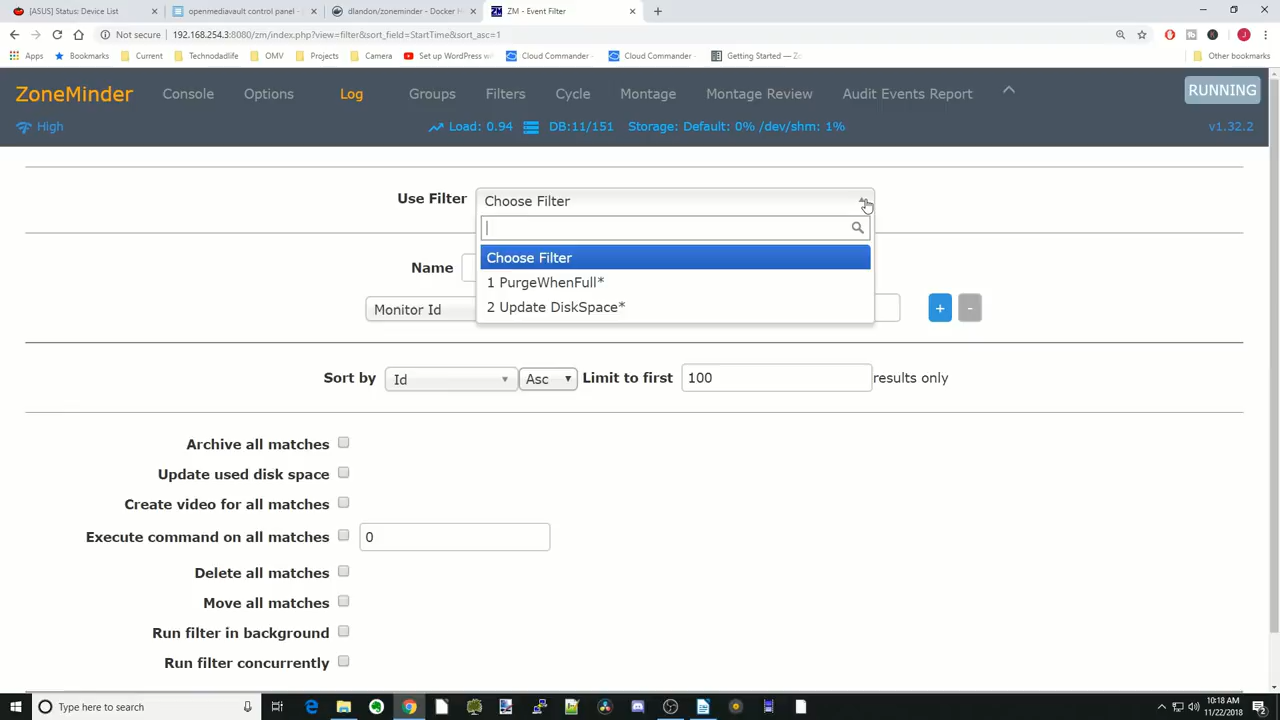 [ASUS] Status: Device List
openmediavault control panel -
dlandon/zoneminder - Docker H
ZM - Event Filter
Not secure
192.168.254.3:8080/zm/index.php?view=filter&sort_field=StartTime&sort_asc=1
Apps
Bookmarks
Current
Technodadlife
OMV
Projects
Camera
Set up WordPress w
Cloud Commander -
Cloud Commander -
Getting Started — Zo
Other bookmarks
ZoneMinder
Console
Options
Log
Groups
Filters
Cycle
Montage
Montage Review
Audit Events Report
RUNNING
High
Load: 0.94
DB:11/151
Storage: Default: 0% /dev/shm: 1%
v1.32.2
Use Filter
Choose Filter
Choose Filter
1 PurgeWhenFull*
2 Update DiskSpace*
Name
Monitor Id
+
-
Sort by
Id
Asc
Limit to first
100
results only
Archive all matches
Update used disk space
Create video for all matches
Execute command on all matches
0
Delete all matches
Move all matches
Run filter in background
Run filter concurrently
Type here to search
10:18 AM
11/22/2018
2